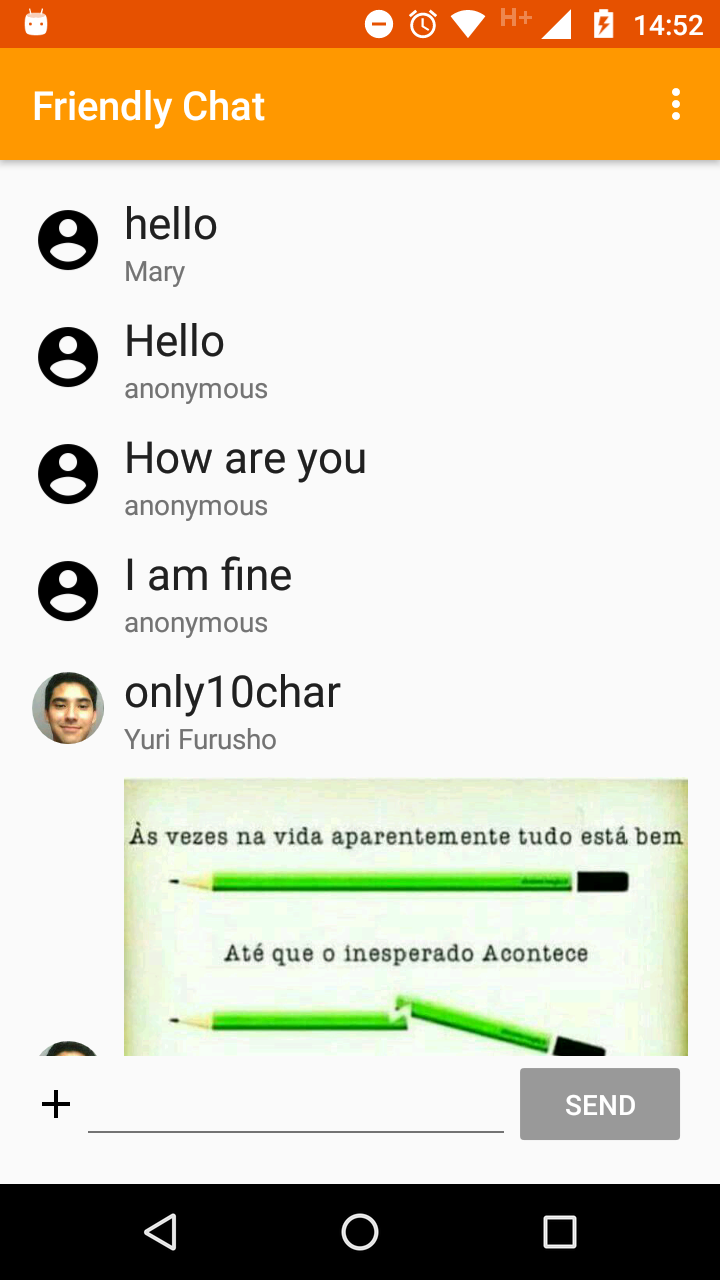 H+ 14:52
Friendly Chat
hello
Mary
Hello
anonymous
How are you
anonymous
I am fine
anonymous
only10char
Yuri Furusho
Às vezes na vida aparentemente tudo está bem
Até que o inesperado Acontece
SEND